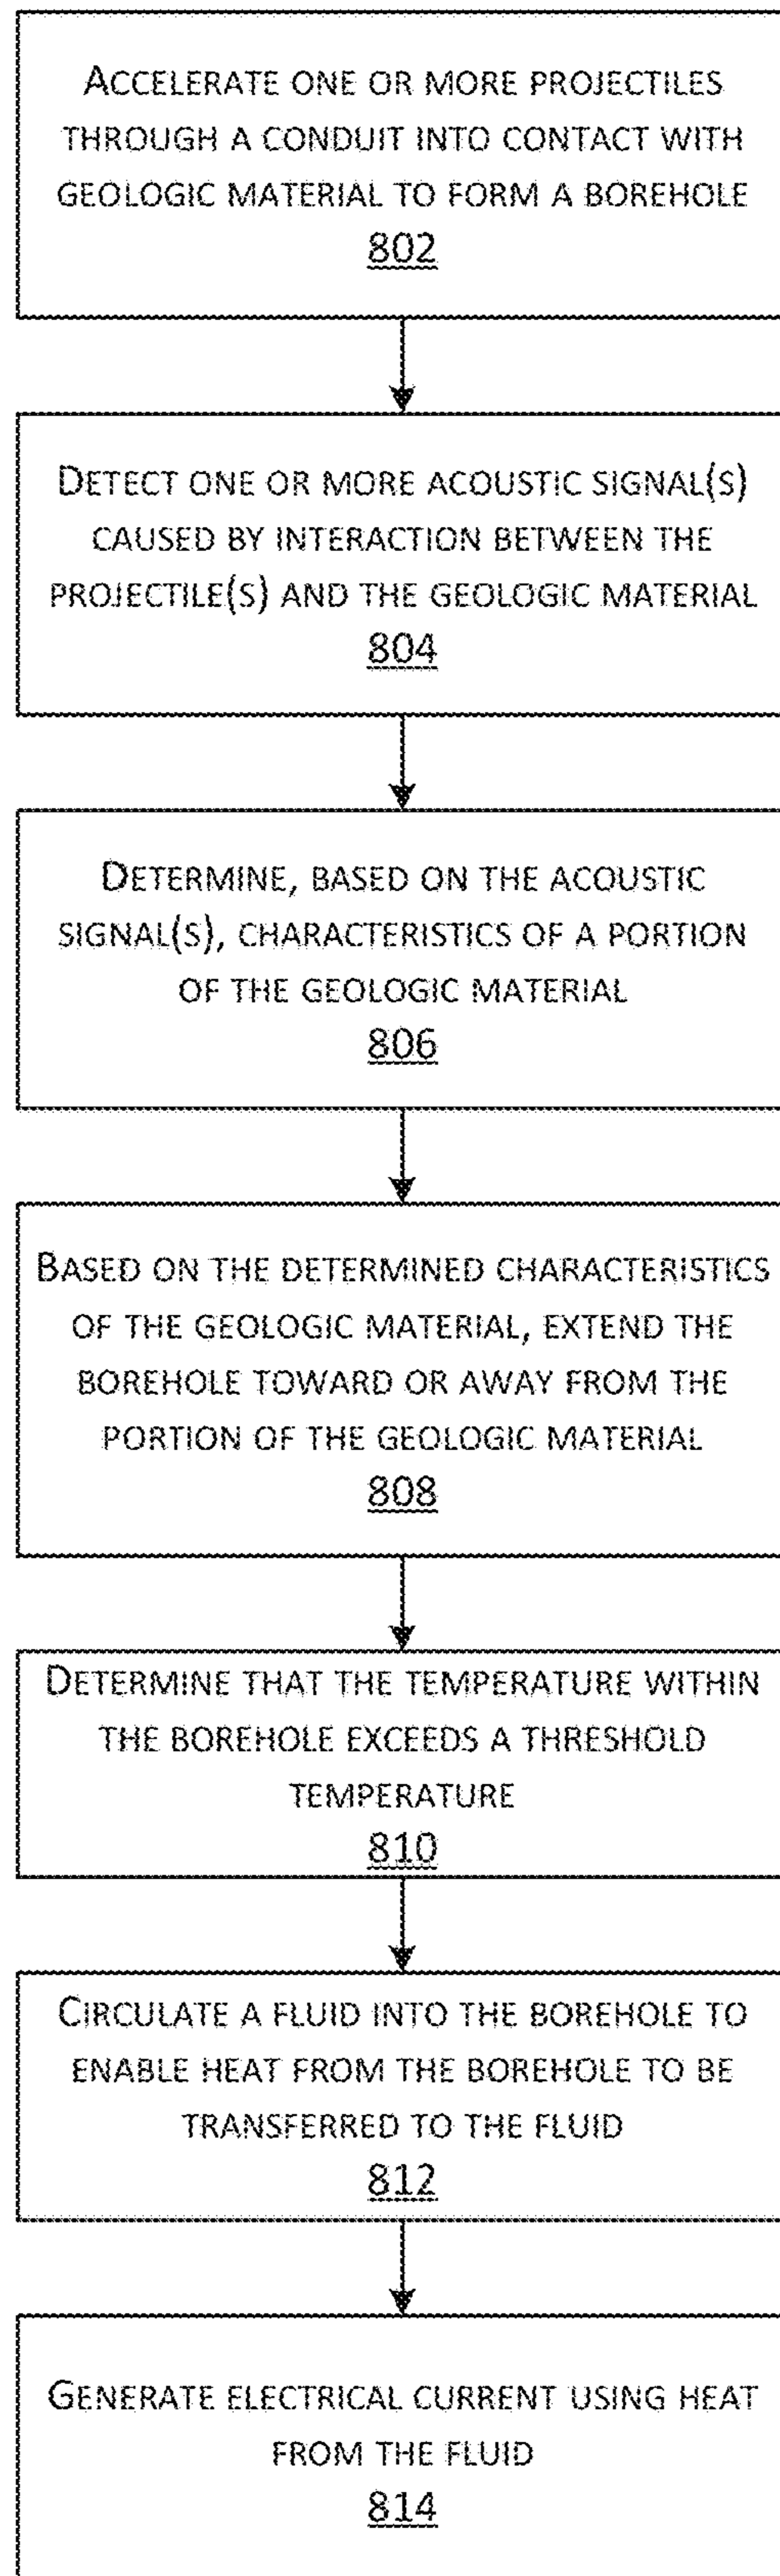 ACCELERATE ONE OR MORE PROJECTILES
THROUGH A CONDUIT INTO CONTACT WITH
GEOLOGIC MATERIAL TO FORM A BOREHOLE
802
DETECT ONE OR MORE ACOUSTIC SIGNAL(S)
CAUSED BY INTERACTION BETWEEN THE
PROJECTILE(S) AND THE GEOLOGIC MATERIAL
804
DETERMINE, BASED ON THE ACOUSTIC
SIGNAL(S), CHARACTERISTICS OF A PORTION
OF THE GEOLOGIC MATERIAL
806
BASED ON THE DETERMINED CHARACTERISTICS
OF THE GEOLOGIC MATERIAL, EXTEND THE
BOREHOLE TOWARD OR AWAY FROM THE
PORTION OF THE GEOLOGIC MATERIAL
808
DETERMINE THAT THE TEMPERATURE WITHIN
THE BOREHOLE EXCEEDS A THRESHOLD
TEMPERATURE
810
CIRCULATE A FLUID INTO THE BOREHOLE TO
ENABLE HEAT FROM THE BOREHOLE TO BE
TRANSFERRED TO THE FLUID
812
GENERATE ELECTRICAL CURRENT USING HEAT
FROM THE FLUID
814